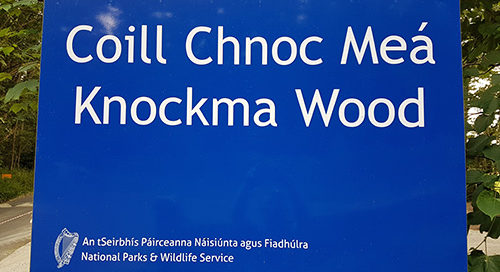 Coill Chnoc Meá
Knockma Wood
An tSeirbhís Páirceanna Náisiúnta agus Fiadhúlra
National Parks & Wildlife Service